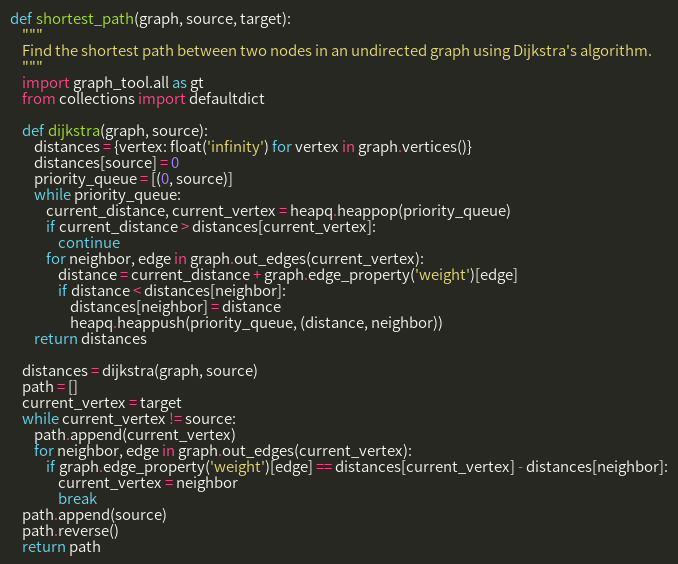 def shortest_path(graph, source, target):
    """
    Find the shortest path between two nodes in an undirected graph using Dijkstra's algorithm.
    """
    import graph_tool.all as gt
    from collections import defaultdict

    def dijkstra(graph, source):
        distances = {vertex: float('infinity') for vertex in graph.vertices()}
        distances[source] = 0
        priority_queue = [(0, source)]
        while priority_queue:
            current_distance, current_vertex = heapq.heappop(priority_queue)
            if current_distance > distances[current_vertex]:
                continue
            for neighbor, edge in graph.out_edges(current_vertex):
                distance = current_distance + graph.edge_property('weight')[edge]
                if distance < distances[neighbor]:
                    distances[neighbor] = distance
                    heapq.heappush(priority_queue, (distance, neighbor))
        return distances

    distances = dijkstra(graph, source)
    path = []
    current_vertex = target
    while current_vertex != source:
        path.append(current_vertex)
        for neighbor, edge in graph.out_edges(current_vertex):
            if graph.edge_property('weight')[edge] == distances[current_vertex] - distances[neighbor]:
                current_vertex = neighbor
                break
    path.append(source)
    path.reverse()
    return path